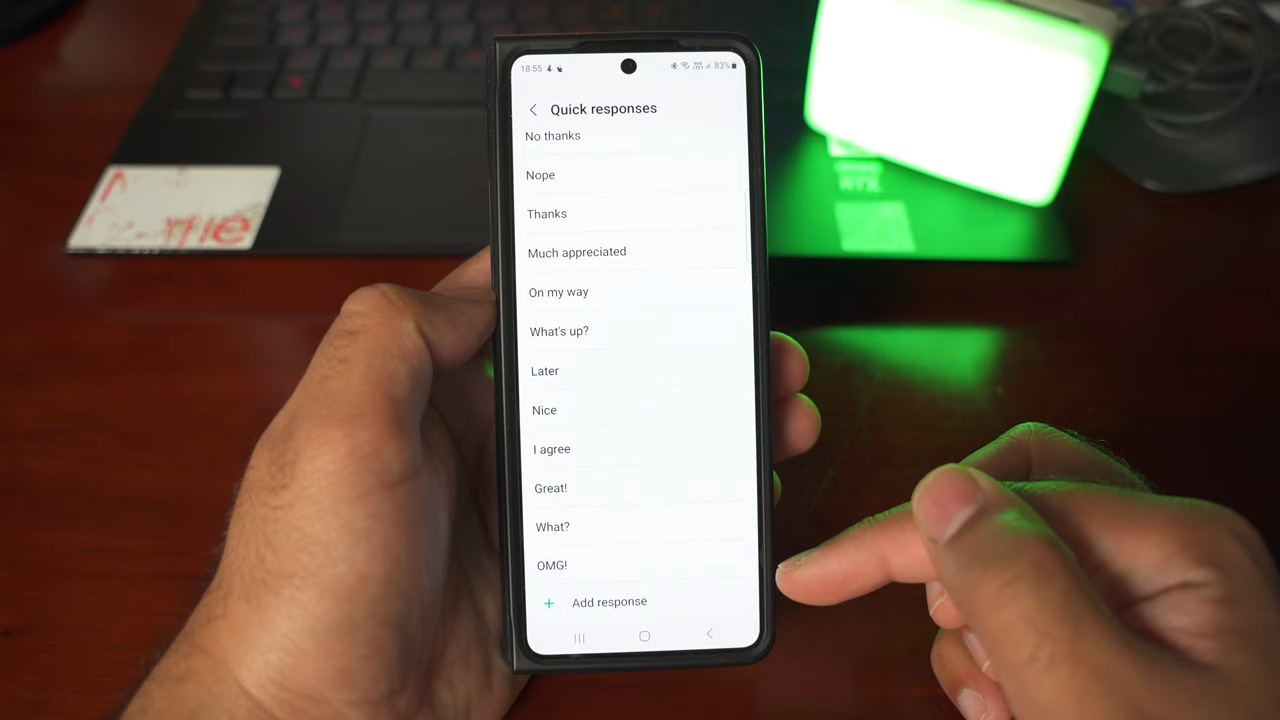 18:55 83%
Quick responses
No thanks
Nope
Thanks
Much appreciated
On my way
What's up?
Later
Nice
I agree
Great!
What?
OMG!
+ Add response
RTX